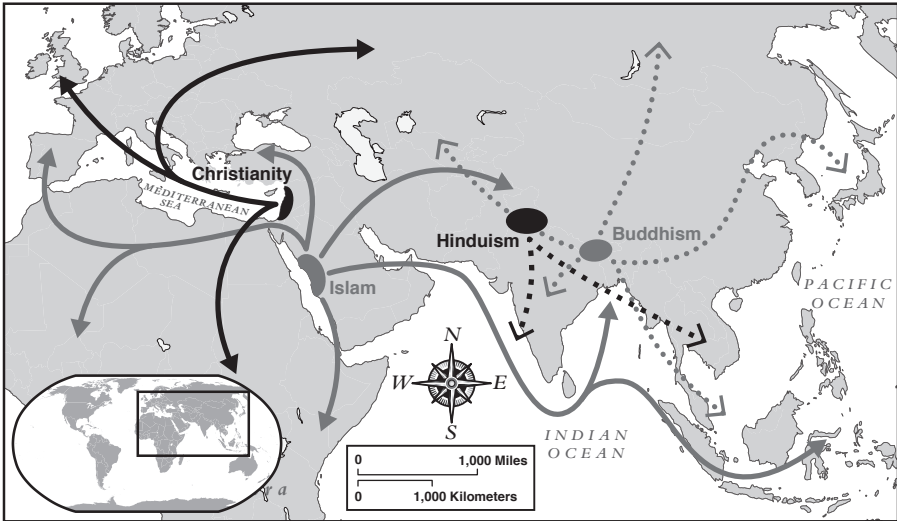 Christianity
MEDITERRANEAN
SEA
Hinduism
Buddhism
Islam
PACIFIC
OCEAN
N
W
E
S
INDIAN
OCEAN
0
1,000 Miles
0
1,000 Kilometers